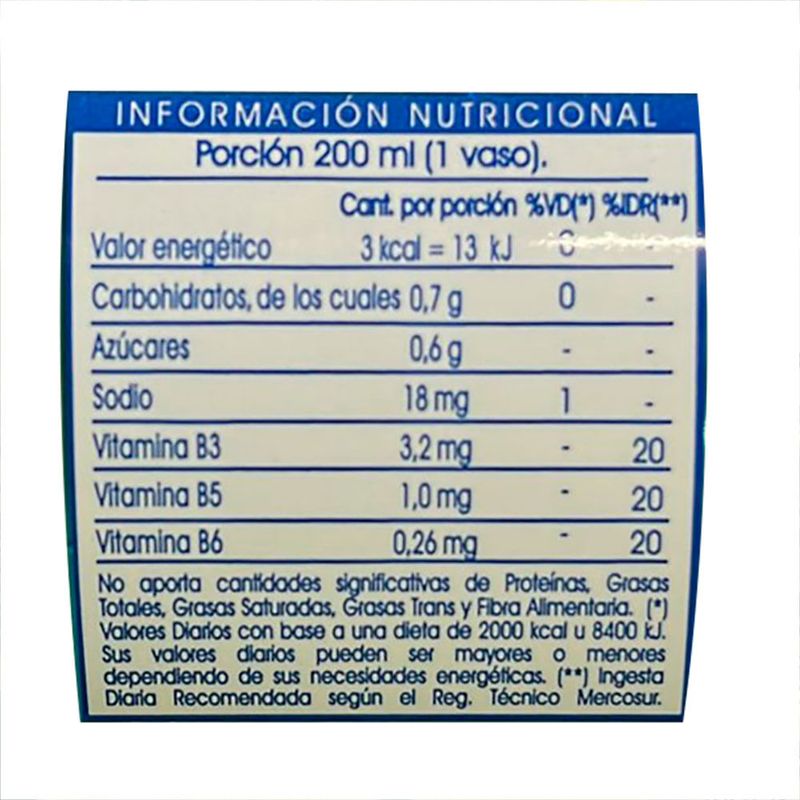 INFORMACIÓN NUTRICIONAL
Porción 200 ml (1 vaso).
Cant. por porción %VD(*) %IDR(**)
Valor energético 3 kcal = 13 kJ 0 -
Carbohidratos, de los cuales 0,7 g 0 -
Azúcares 0,6 g - -
Sodio 18 mg 1 -
Vitamina B3 3,2 mg - 20
Vitamina B5 1,0 mg - 20
Vitamina B6 0,26 mg - 20
No aporta cantidades significativas de Proteínas, Grasas
Totales, Grasas Saturadas, Grasas Trans y Fibra Alimentaria. (*)
Valores Diarios con base a una dieta de 2000 kcal u 8400 kJ.
Sus valores diarios pueden ser mayores o menores
dependiendo de sus necesidades energéticas. (**) Ingesta
Diaria Recomendada según el Reg. Técnico Mercosur.